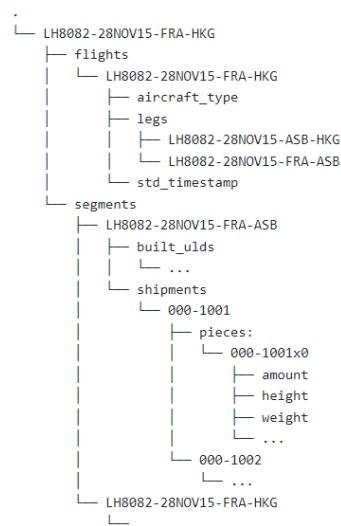 .
└── LH8082-28NOV15-FRA-HKG
    ├── flights
    │   └── LH8082-28NOV15-FRA-HKG
    │       ├── aircraft_type
    │       ├── legs
    │       │   ├── LH8082-28NOV15-ASB-HKG
    │       │   └── LH8082-28NOV15-FRA-ASB
    │       └── std_timestamp
    └── segments
        ├── LH8082-28NOV15-FRA-ASB
        │   ├── built_ulds
        │   │   └── ...
        │   └── shipments
        │       └── 000-1001
        │           ├── pieces:
        │           │   └── 000-1001x0
        │           │       ├── amount
        │           │       ├── height
        │           │       ├── weight
        │           │       └── ...
        │           └── 000-1002
        │               └── ...
        └── LH8082-28NOV15-FRA-HKG
            └──